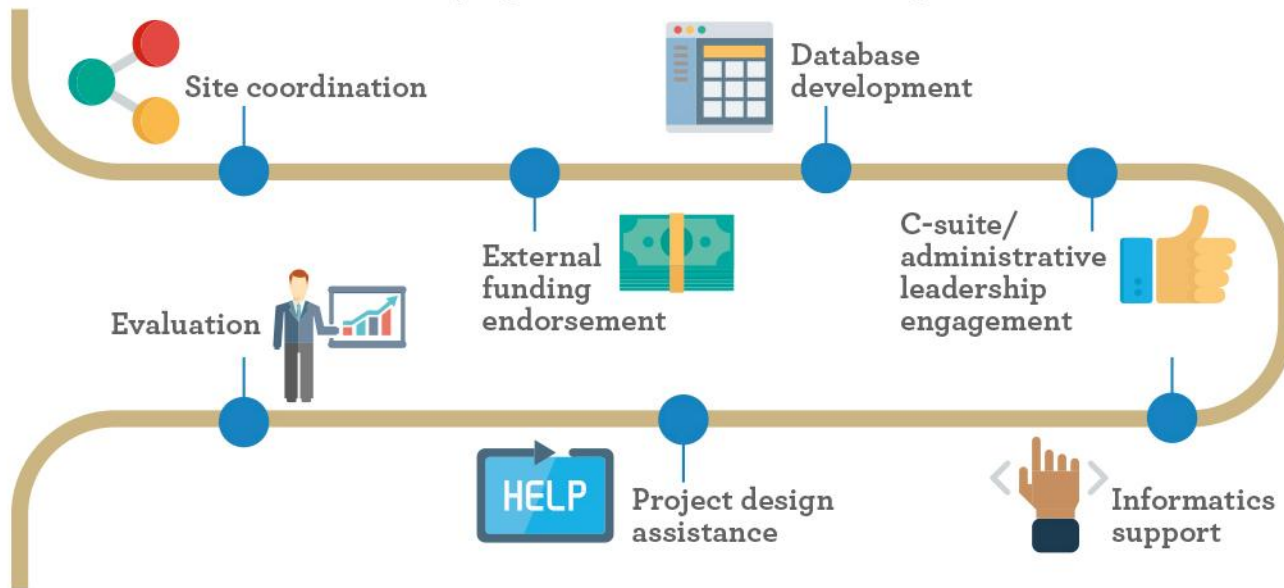 Site coordination
Database
development
External
funding
endorsement
C-suite/
administrative
leadership
engagement
Evaluation
HELP
Project design
assistance
Informatics
support